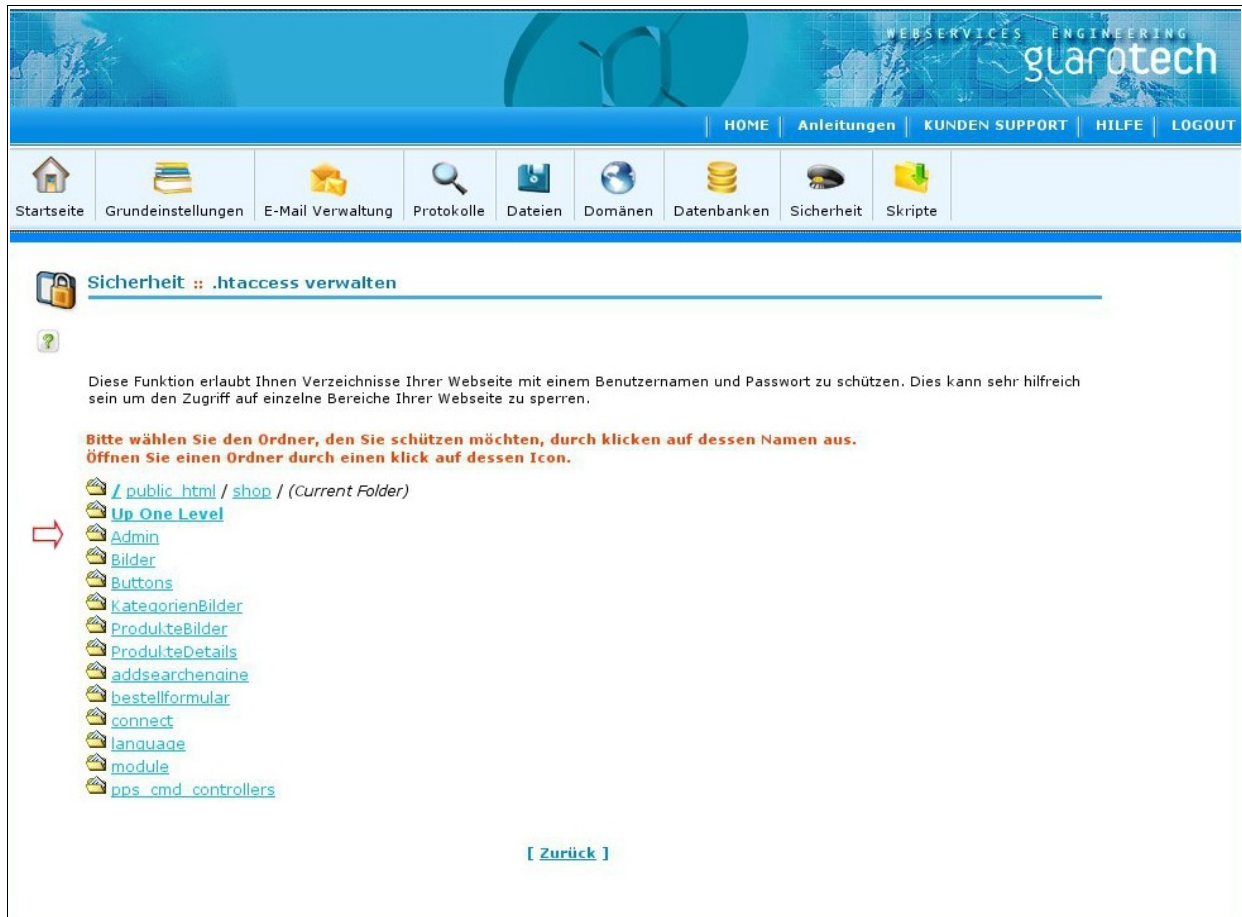 WEBSERVICES ENGINEERING
glarotech
HOME Anleitungen KUNDEN SUPPORT HILFE LOGOUT
Startseite Grundeinstellungen E-Mail Verwaltung Protokolle Dateien Domänen Datenbanken Sicherheit Skripte
Sicherheit :: .htaccess verwalten
?
Diese Funktion erlaubt Ihnen Verzeichnisse Ihrer Webseite mit einem Benutzernamen und Passwort zu schützen. Dies kann sehr hilfreich
sein um den Zugriff auf einzelne Bereiche Ihrer Webseite zu sperren.
Bitte wählen Sie den Ordner, den Sie schützen möchten, durch klicken auf dessen Namen aus.
Öffnen Sie einen Ordner durch einen klick auf dessen Icon.
/ public_html / shop / (Current Folder)
Up One Level
Admin
Bilder
Buttons
KategorienBilder
ProdukteBilder
ProdukteDetails
addsearchengine
bestellformular
connect
language
module
pps_cmd_controllers
[ Zurück ]